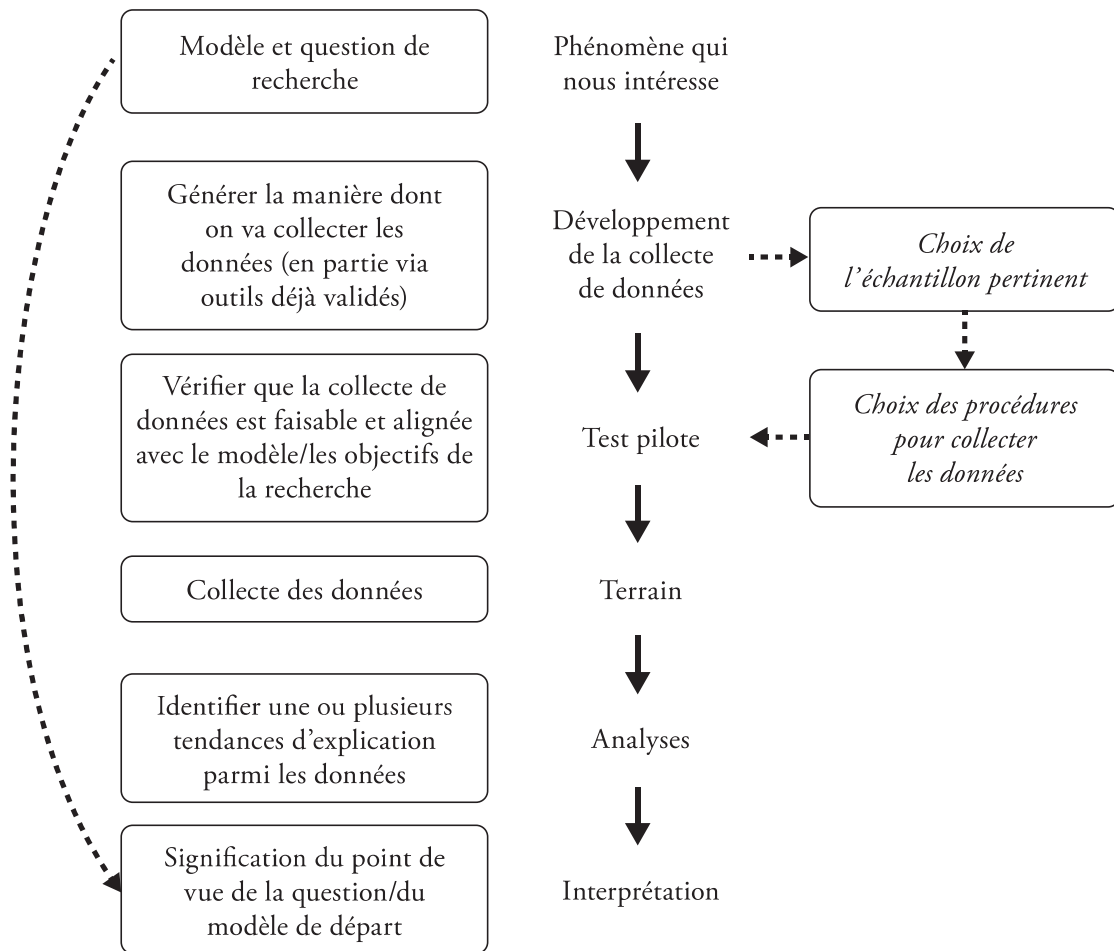 Modèle et question de
recherche
Phénomène qui
nous intéresse
Générer la manière dont
on va collecter les
données (en partie via
outils déjà validés)
Développement
de la collecte
de données
Choix de
l’échantillon pertinent
Vérifier que la collecte de
données est faisable et alignée
avec le modèle/les objectifs de
la recherche
Test pilote
Choix des procédures
pour collecter
les données
Collecte des données
Terrain
Identifier une ou plusieurs
tendances d’explication
parmi les données
Analyses
Signification du point de
vue de la question/du
modèle de départ
Interprétation